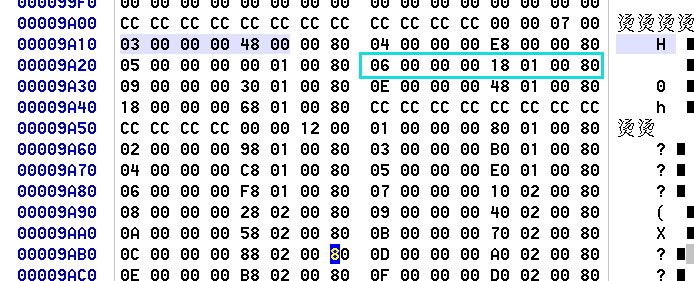 000099F0 00 00 00 00 00 00 00 00 00 00 00 00 00 00 00 00
00009A00 CC CC CC CC CC CC CC CC CC CC CC CC 00 00 07 00 烫烫烫烫
00009A10 03 00 00 00 48 00 00 80 04 00 00 00 E8 00 00 80 H
00009A20 05 00 00 00 00 01 00 80 06 00 00 00 18 01 00 80
00009A30 09 00 00 00 30 01 00 80 0E 00 00 00 48 01 00 80 0
00009A40 18 00 00 00 68 01 00 80 CC CC CC CC CC CC CC CC h
00009A50 CC CC CC CC 00 00 12 00 01 00 00 00 80 01 00 80 烫烫
00009A60 02 00 00 00 98 01 00 80 03 00 00 00 B0 01 00 80 ?
00009A70 04 00 00 00 C8 01 00 80 05 00 00 00 E0 01 00 80 ?
00009A80 06 00 00 00 F8 01 00 80 07 00 00 00 10 02 00 80 ?
00009A90 08 00 00 00 28 02 00 80 09 00 00 00 40 02 00 80 (
00009AA0 0A 00 00 00 58 02 00 80 0B 00 00 00 70 02 00 80 X
00009AB0 0C 00 00 00 88 02 00 80 0D 00 00 00 A0 02 00 80 ?
00009AC0 0E 00 00 00 B8 02 00 80 0F 00 00 00 D0 02 00 80 ?